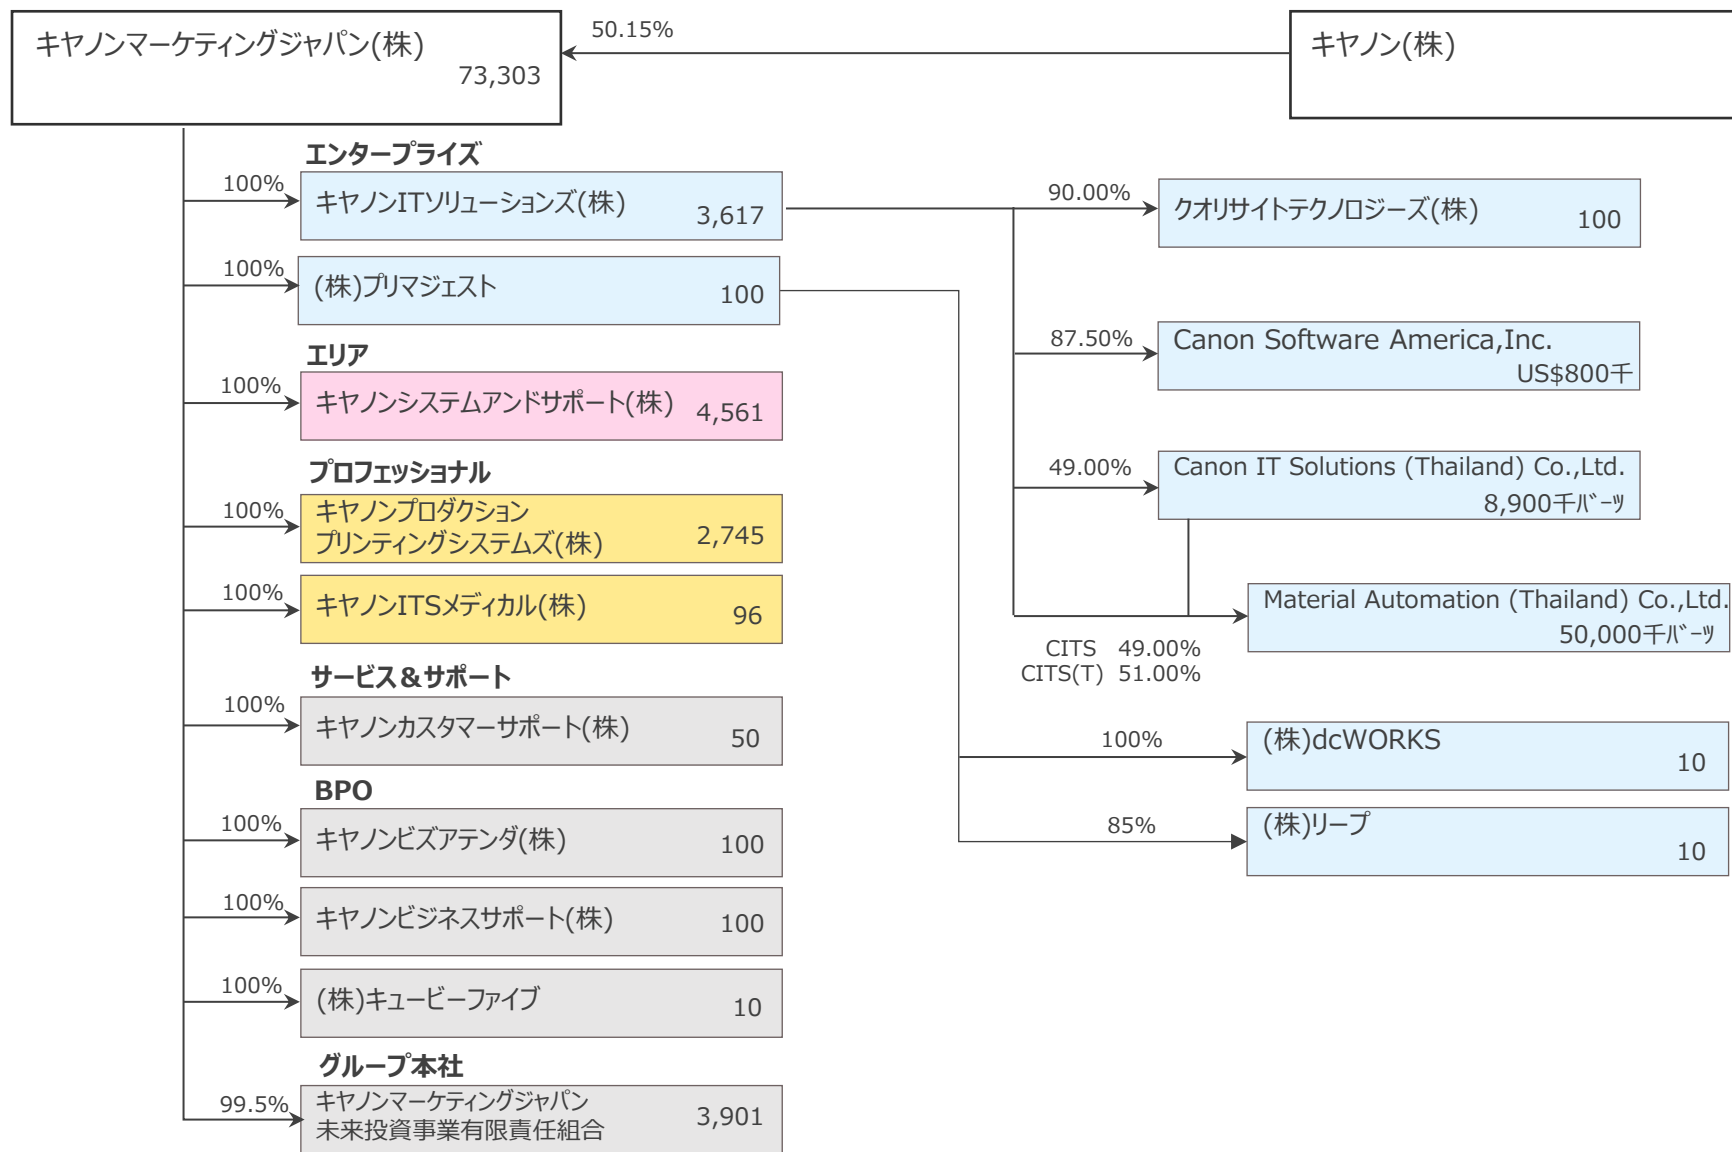 キヤノンマーケティングジャパン(株)
73,303
50.15%
キヤノン(株)
エンタープライズ
100%
キヤノンITソリューションズ(株)
3,617
90.00%
クオリサイトテクノロジーズ(株)
100
100%
(株)プリマジェスト
100
87.50%
Canon Software America,Inc.
US$800千
エリア
100%
キヤノンシステムアンドサポート(株)
4,561
49.00%
Canon IT Solutions (Thailand) Co.,Ltd.
8,900千バーツ
プロフェッショナル
100%
キヤノンプロダクション
プリンティングシステムズ(株)
2,745
100%
キヤノンITSメディカル(株)
96
Material Automation (Thailand) Co.,Ltd.
50,000千バーツ
CITS 49.00%
CITS(T) 51.00%
サービス&サポート
100%
キヤノンカスタマーサポート(株)
50
100%
(株)dcWORKS
10
BPO
100%
キヤノンビズアテンダ(株)
100
85%
(株)リープ
10
100%
キヤノンビジネスサポート(株)
100
100%
(株)キュービーファイブ
10
グループ本社
99.5%
キヤノンマーケティングジャパン
未来投資事業有限責任組合
3,901